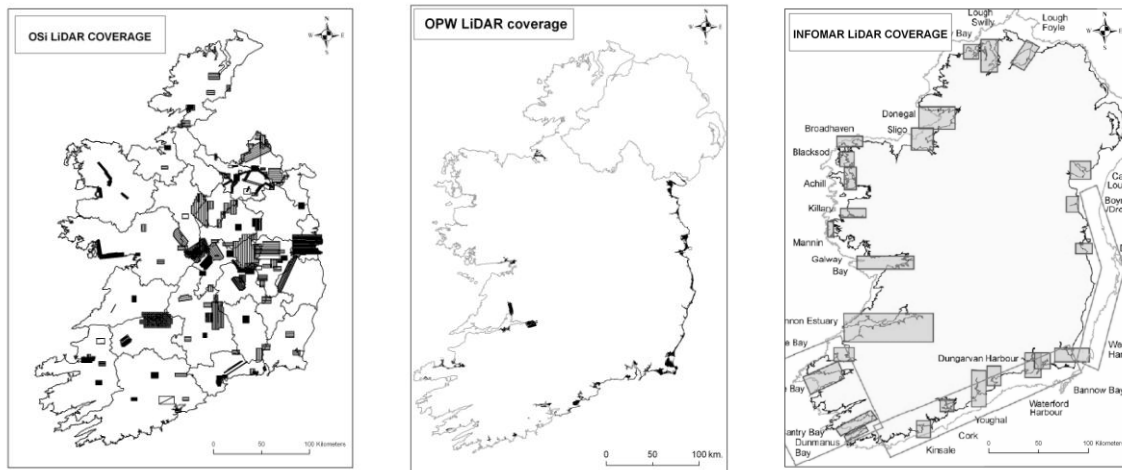 OSi LiDAR COVERAGE
N
W
E
S
0
50
100 Kilometers
OPW LiDAR coverage
N
W
E
S
0
50
100 km.
INFOMAR LiDAR COVERAGE
Lough
Swilly
Lough
Foyle
y Bay
N
W
E
S
Donegal
Sligo
Broadhaven
Blacksod
Achill
Killary
Mannin
Galway
Bay
nnon Estuary
e Bay
e Bay
antry Bay
Dunmanus
Bay
Kinsale
Cork
Youghal
Dungarvan Harbour
Waterford
Harbour
Bannow Bay
0
50
100 Kilometers